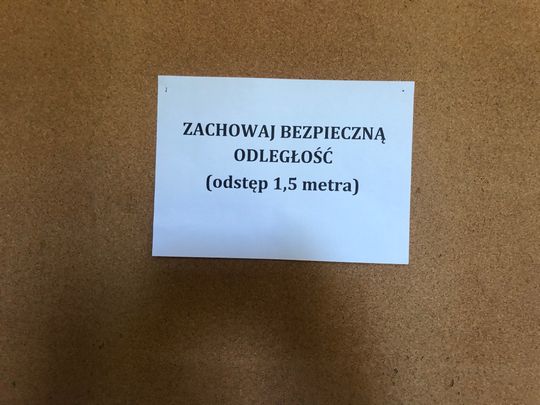 ZACHOWAJ BEZPIECZNĄ
ODLEGŁOŚĆ
(odstęp 1,5 metra)